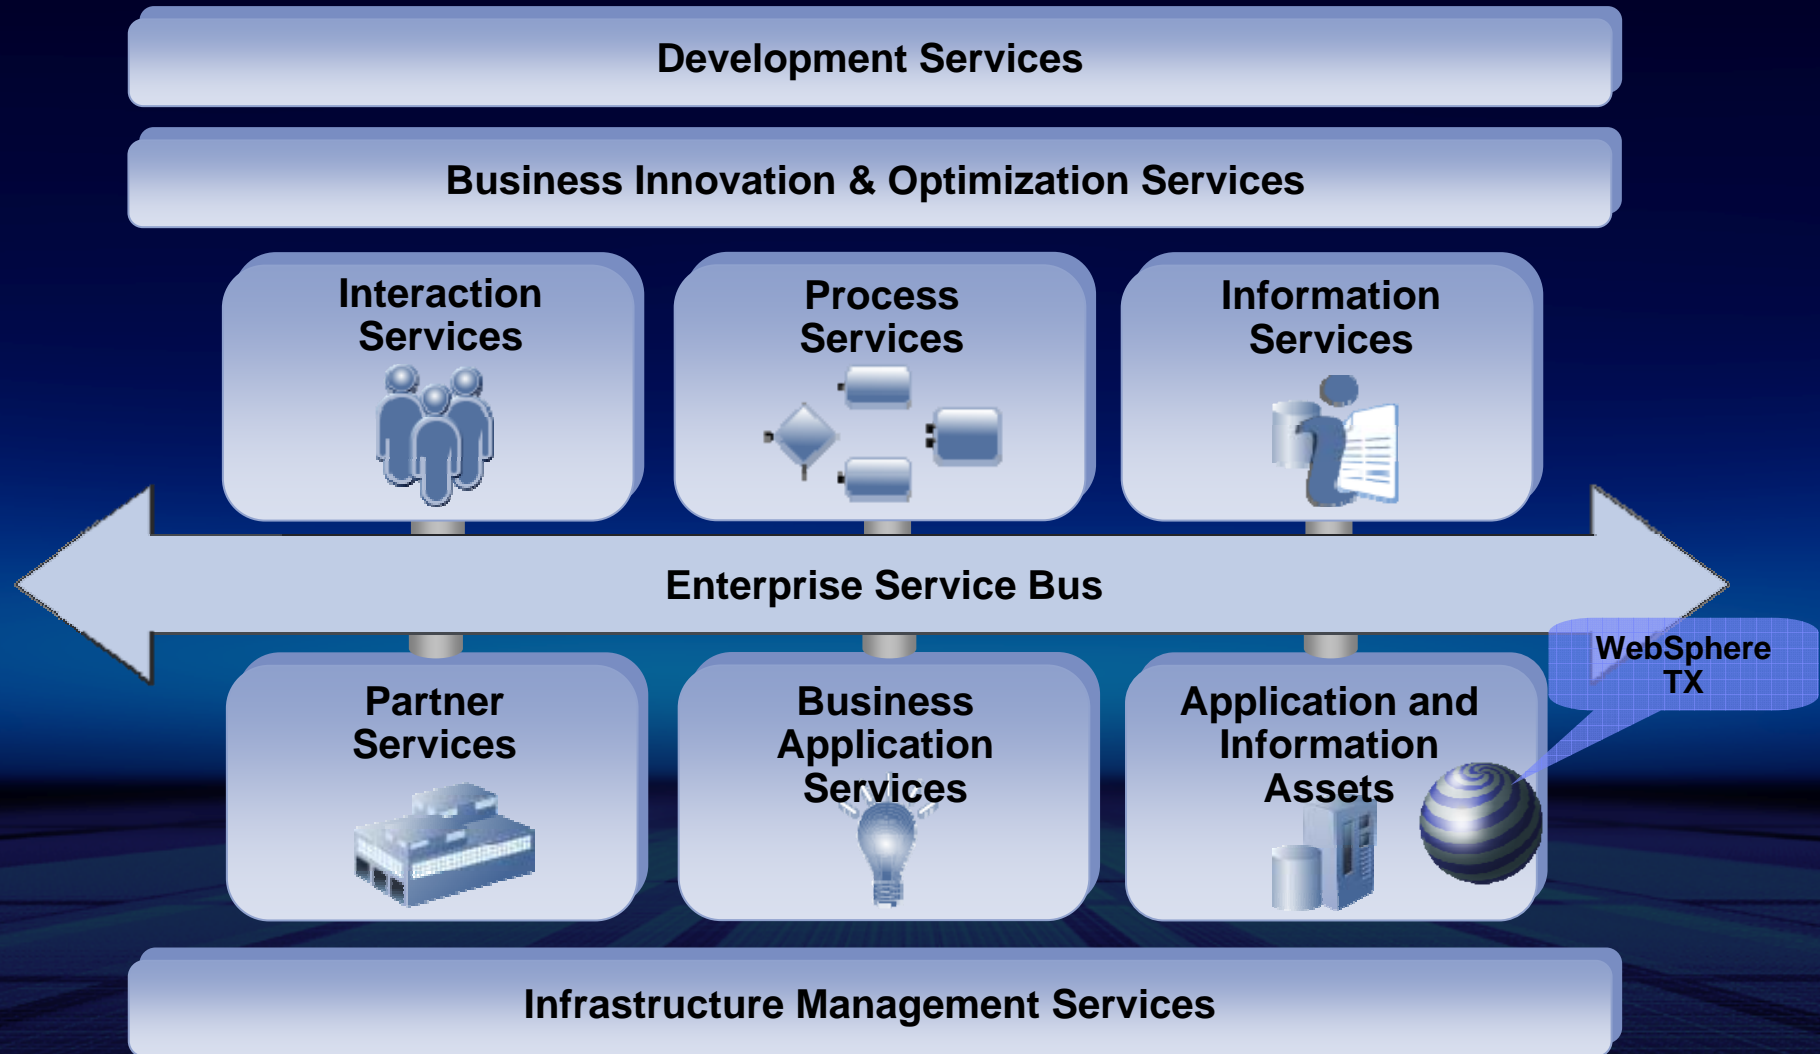 Development Services
Business Innovation & Optimization Services
Interaction
Services
Process
Services
Information
Services
Enterprise Service Bus
WebSphere
TX
Partner
Services
Business
Application
Services
Application and
Information
Assets
Infrastructure Management Services